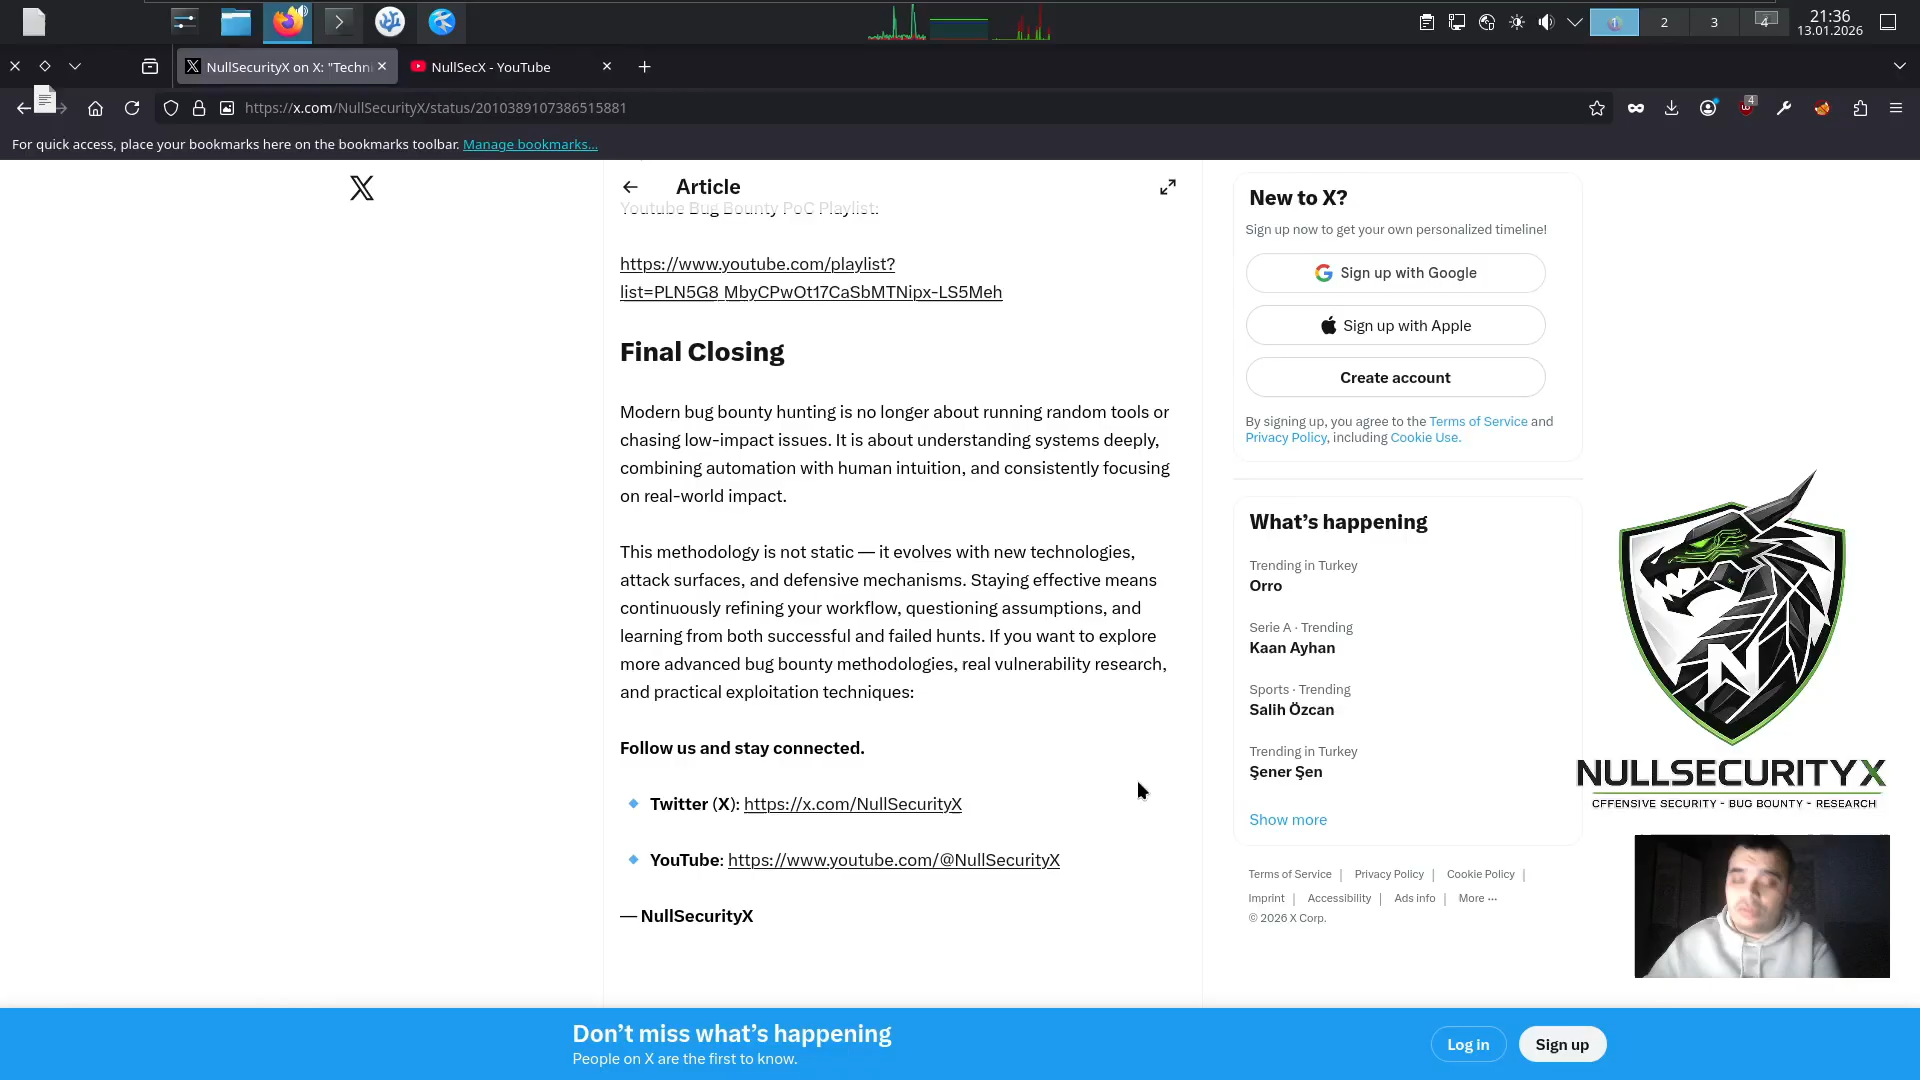 21:36
13.01.2026
1
2
3
4
NullSecurityX on X: "Techni
NullSecX - YouTube
https://x.com/NullSecurityX/status/2010389107386515881
4
For quick access, place your bookmarks here on the bookmarks toolbar. Manage bookmarks...
Article
Youtube Bug Bounty PoC Playlist:
https://www.youtube.com/playlist?
list=PLN5G8_MbyCPwOt17CaSbMTNipx-LS5Meh
Final Closing
Modern bug bounty hunting is no longer about running random tools or
chasing low-impact issues. It is about understanding systems deeply,
combining automation with human intuition, and consistently focusing
on real-world impact.
This methodology is not static — it evolves with new technologies,
attack surfaces, and defensive mechanisms. Staying effective means
continuously refining your workflow, questioning assumptions, and
learning from both successful and failed hunts. If you want to explore
more advanced bug bounty methodologies, real vulnerability research,
and practical exploitation techniques:
Follow us and stay connected.
Twitter (X): https://x.com/NullSecurityX
YouTube: https://www.youtube.com/@NullSecurityX
— NullSecurityX
New to X?
Sign up now to get your own personalized timeline!
Sign up with Google
Sign up with Apple
Create account
By signing up, you agree to the Terms of Service and
Privacy Policy, including Cookie Use.
What's happening
Trending in Turkey
Orro
Serie A · Trending
Kaan Ayhan
Sports · Trending
Salih Özcan
Trending in Turkey
Şener Şen
Show more
Terms of Service | Privacy Policy | Cookie Policy |
Imprint | Accessibility | Ads info | More ···
© 2026 X Corp.
N
NULLSECURITYX
OFFENSIVE SECURITY - BUG BOUNTY - RESEARCH
Don't miss what's happening
People on X are the first to know.
Log in
Sign up